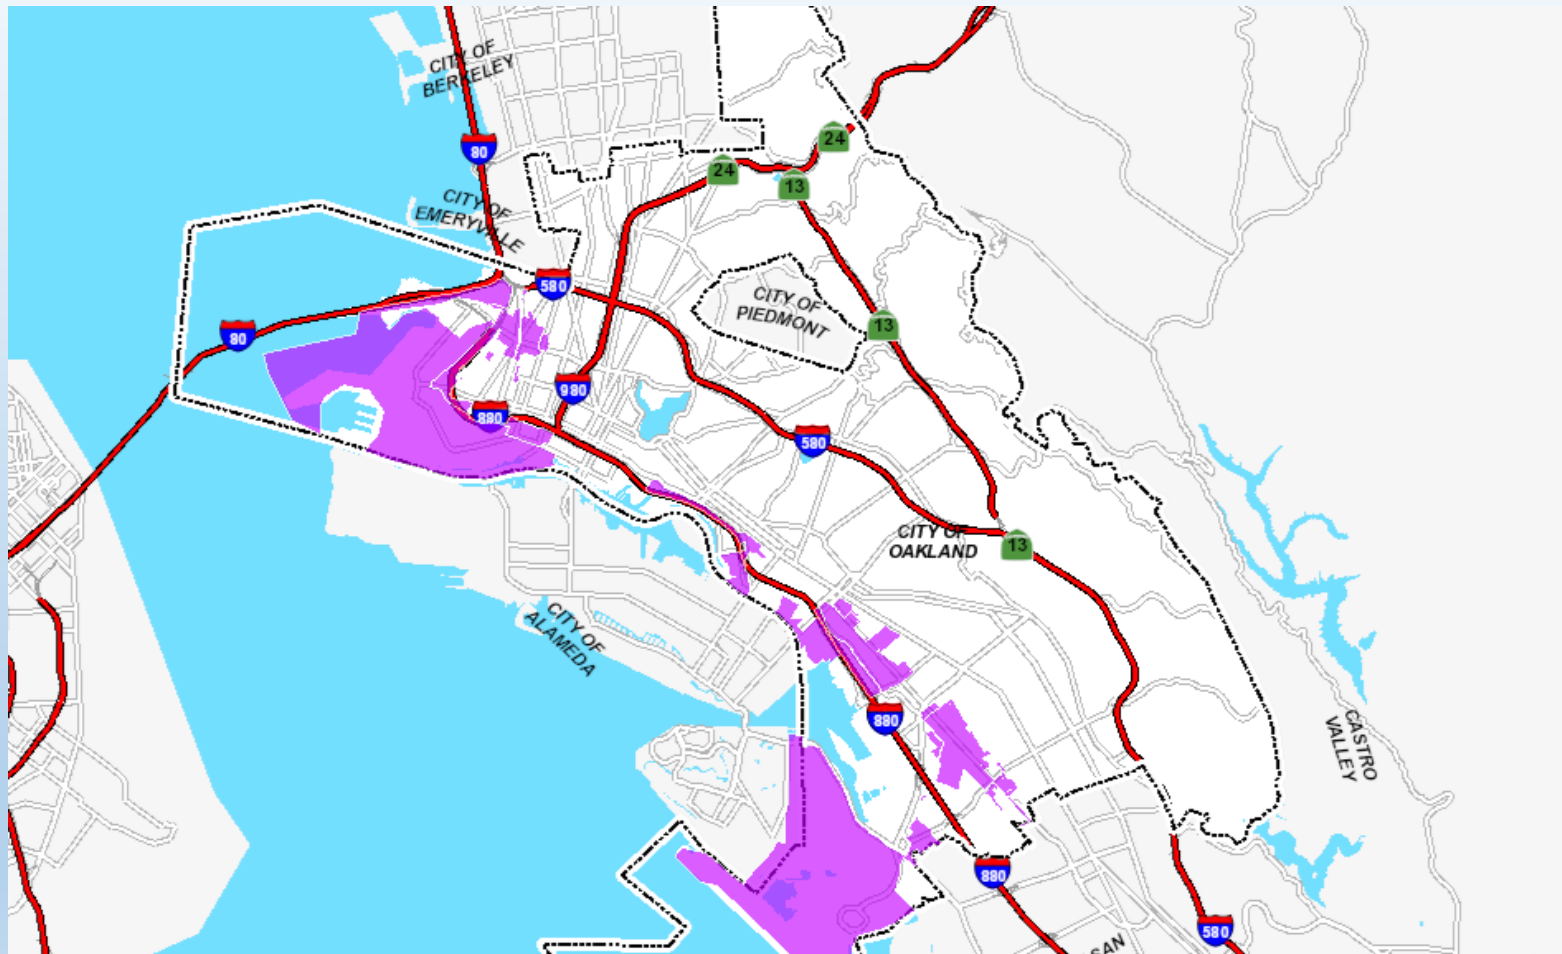 CITY OF
BERKELEY
80
24
24
13
CITY OF
EMERYVILLE
580
CITY OF
PIEDMONT
80
13
980
880
580
CITY OF
OAKLAND
13
CITY OF
ALAMEDA
880
CASTRO
VALLEY
880
580
SAN